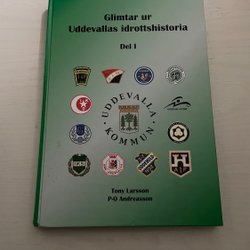 Glimtar ur
Uddevallas idrottshistoria
Del 1
UDDEVALLA
KOMMUN
Tony Larsson
P-O Andreasson